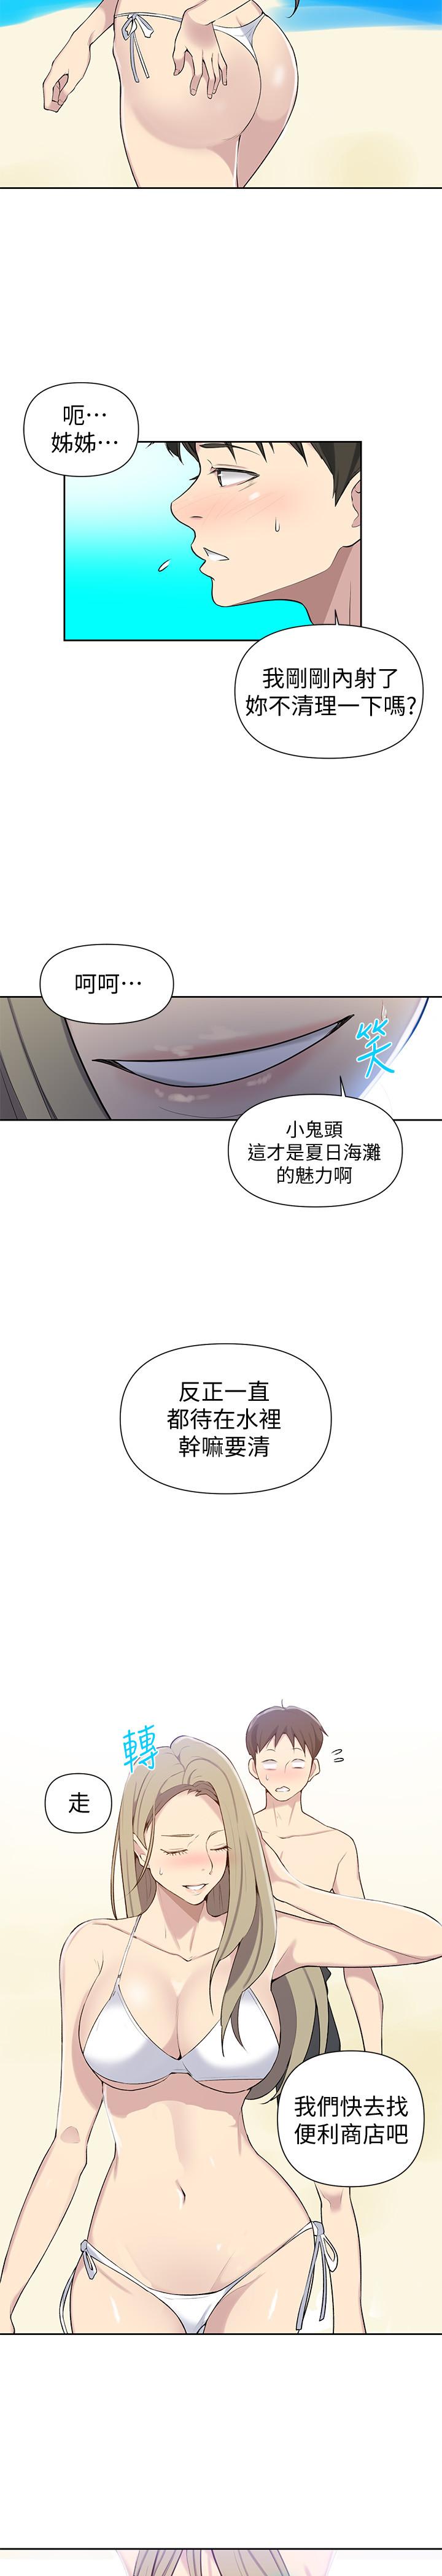 呃⋯
姊姊⋯
我剛剛內射了
妳不清理一下嗎?
呵呵⋯
笑
小鬼頭
這才是夏日海灘
的魅力啊
反正一直
都待在水裡
幹嘛要清
轉
走
我們快去找
便利商店吧